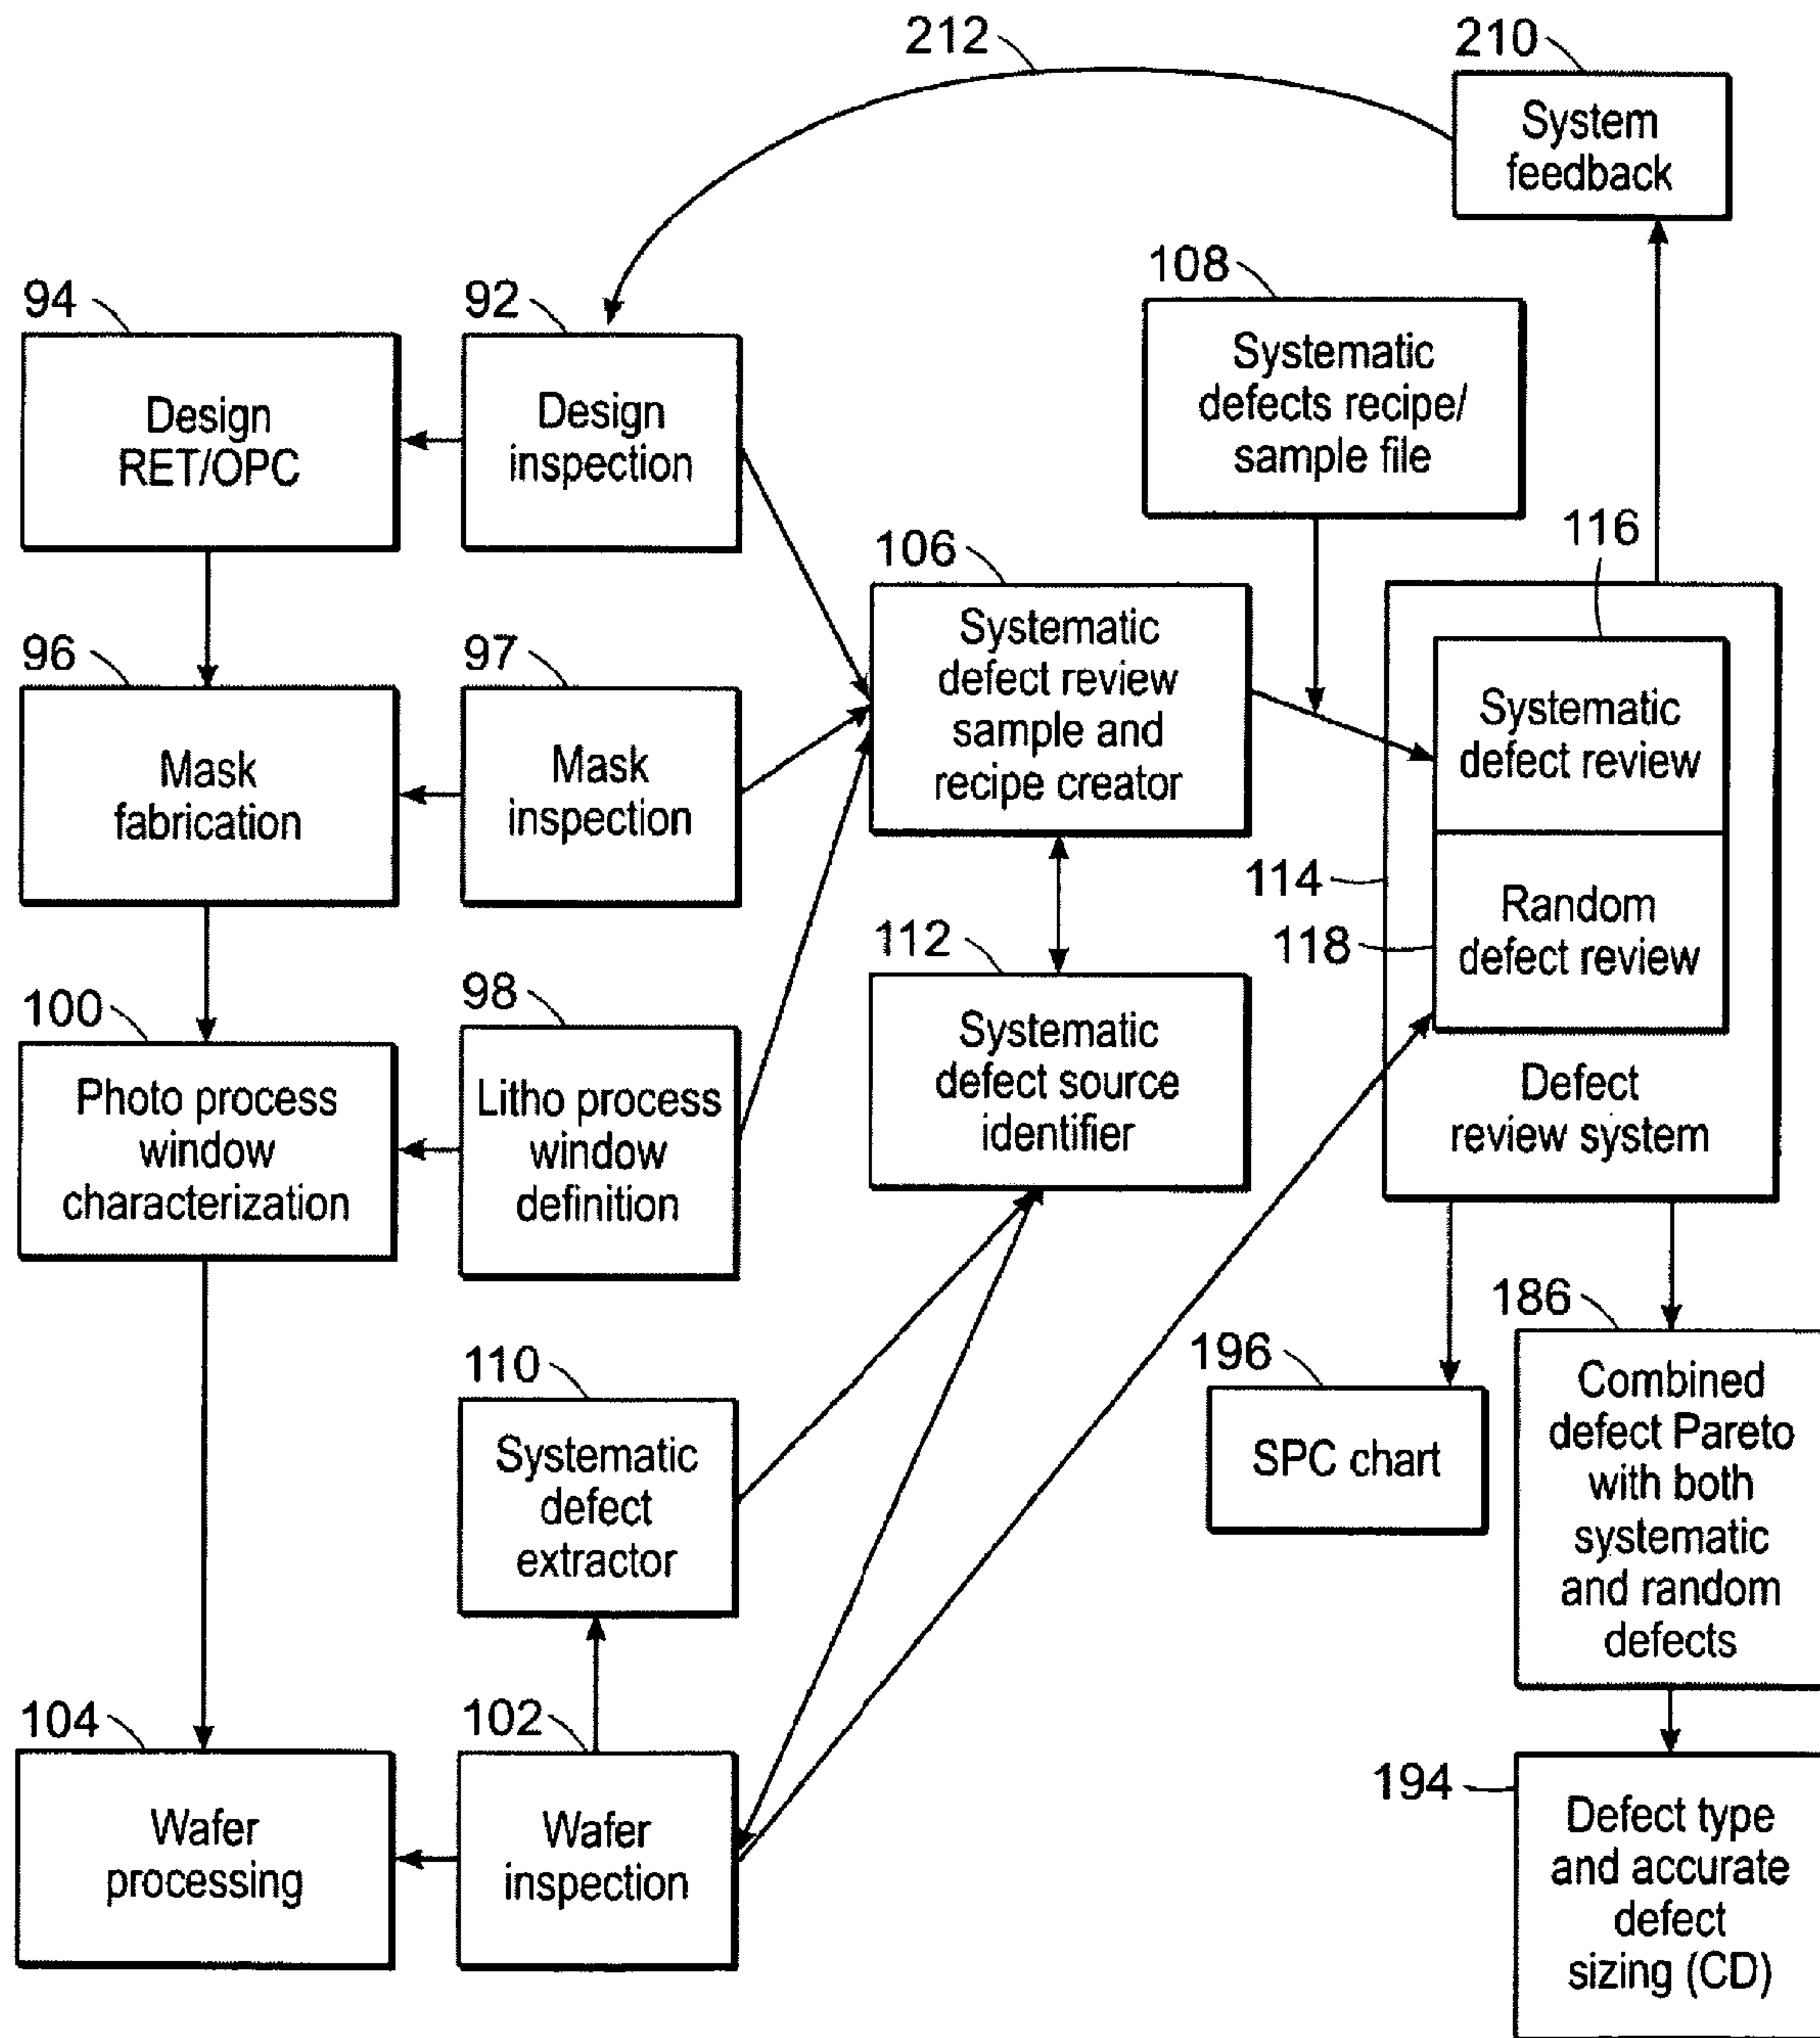 212
210
System
feedback
94
Design
RET/OPC
92
Design
inspection
108
Systematic
defects recipe/
sample file
116
106
Systematic
defect review
sample and
recipe creator
96
Mask
fabrication
97
Mask
inspection
Systematic
defect review
114
118
Random
defect review
Defect
review system
112
Systematic
defect source
identifier
100
Photo process
window
characterization
98
Litho process
window
definition
110
Systematic
defect
extractor
196
SPC chart
186
Combined
defect Pareto
with both
systematic
and random
defects
104
Wafer
processing
102
Wafer
inspection
194
Defect type
and accurate
defect
sizing (CD)